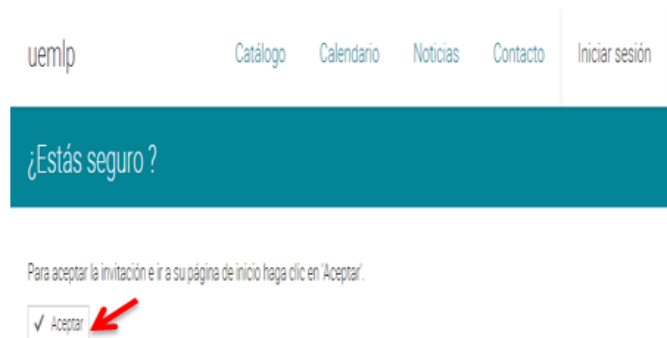 uemlp Catálogo Calendario Noticias Contacto Iniciar sesión
¿Estás seguro ?
Para aceptar la invitación e ir a su página de inicio haga clic en 'Aceptar'.
✓ Aceptar